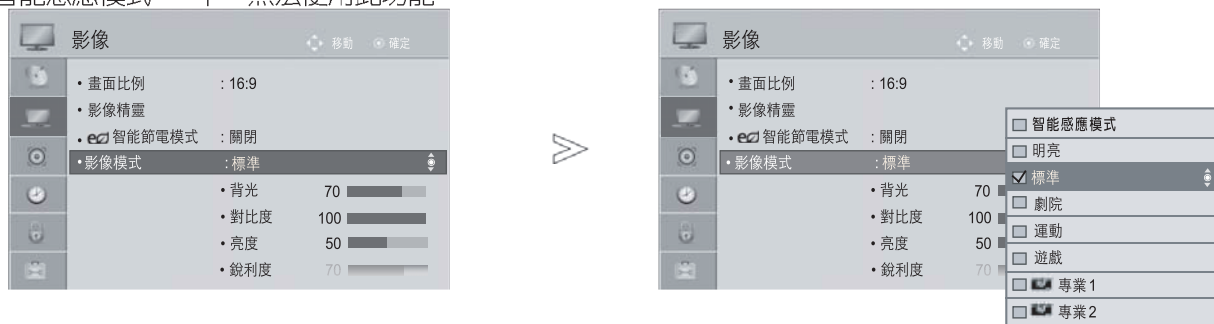 影像 移動 確定
• 畫面比例 : 16:9
• 影像精靈
• eco 智能節電模式 : 關閉
• 影像模式 : 標準
• 背光 70
• 對比度 100
• 亮度 50
• 銳利度 70
影像 移動 確定
• 畫面比例 : 16:9
• 影像精靈
• eco 智能節電模式 : 關閉
• 影像模式 : 標準
• 背光 70
• 對比度 100
• 亮度 50
• 銳利度 70
智能感應模式
明亮
標準
劇院
運動
遊戲
專業1
專業2